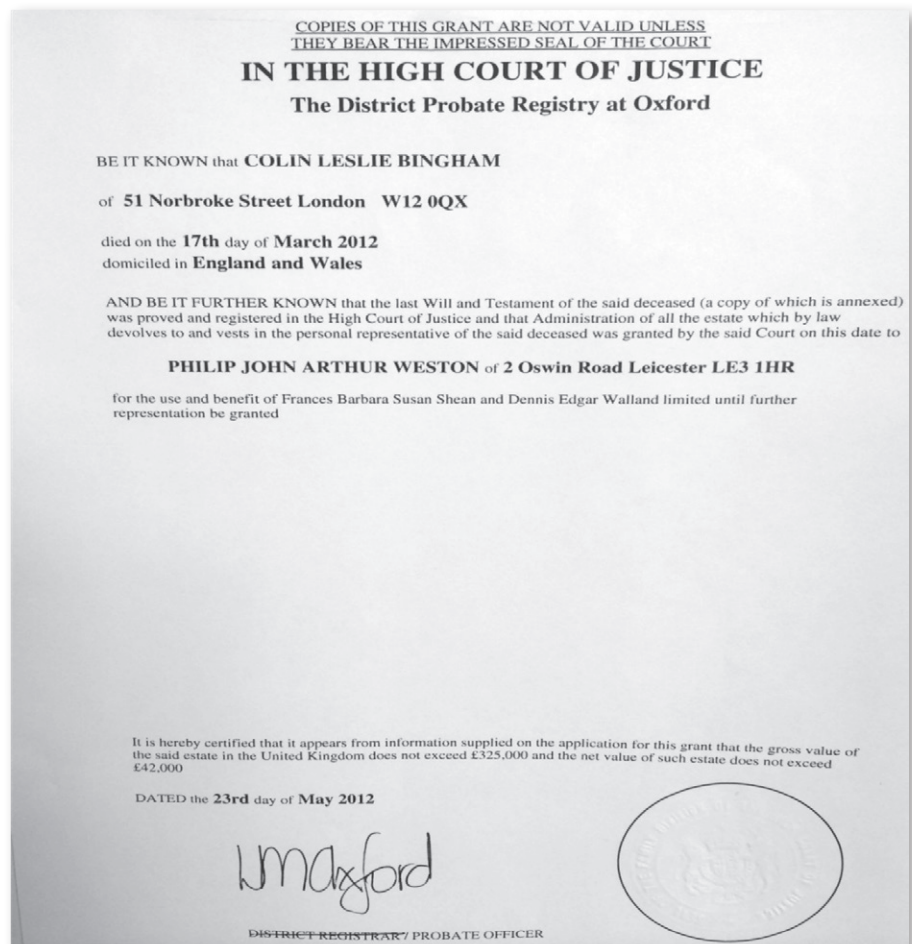 COPIES OF THIS GRANT ARE NOT VALID UNLESS
THEY BEAR THE IMPRESSED SEAL OF THE COURT
IN THE HIGH COURT OF JUSTICE
The District Probate Registry at Oxford
BE IT KNOWN that COLIN LESLIE BINGHAM
of 51 Norbroke Street London W12 0QX
died on the 17th day of March 2012
domiciled in England and Wales
AND BE IT FURTHER KNOWN that the last Will and Testament of the said deceased (a copy of which is annexed)
was proved and registered in the High Court of Justice and that Administration of all the estate which by law
devolves to and vests in the personal representative of the said deceased was granted by the said Court on this date to
PHILIP JOHN ARTHUR WESTON of 2 Oswin Road Leicester LE3 1HR
for the use and benefit of Frances Barbara Susan Shean and Dennis Edgar Walland limited until further
representation be granted
It is hereby certified that it appears from information supplied on the application for this grant that the gross value of
the said estate in the United Kingdom does not exceed £325,000 and the net value of such estate does not exceed
£42,000
DATED the 23rd day of May 2012
DISTRICT REGISTRAR / PROBATE OFFICER